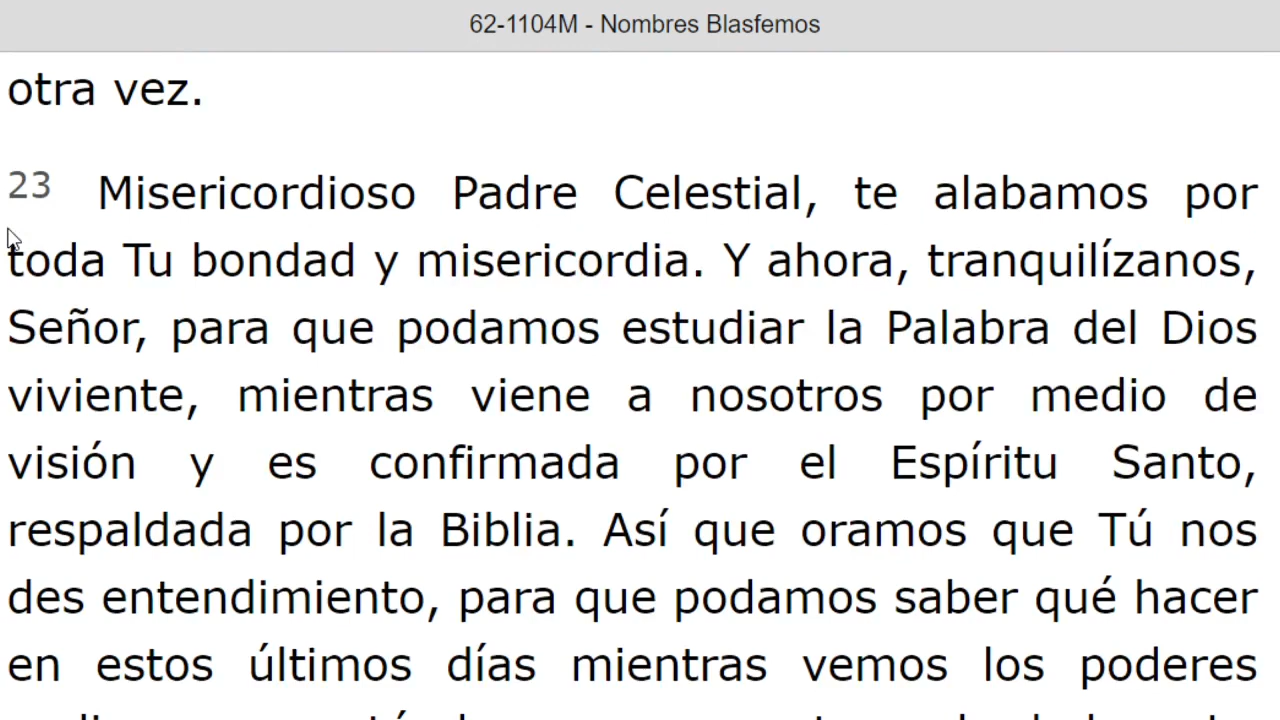 62-1104M - Nombres Blasfemos
otra vez.
23 Misericordioso Padre Celestial, te alabamos por
toda Tu bondad y misericordia. Y ahora, tranquilízanos,
Señor, para que podamos estudiar la Palabra del Dios
viviente, mientras viene a nosotros por medio de
visión y es confirmada por el Espíritu Santo,
respaldada por la Biblia. Así que oramos que Tú nos
des entendimiento, para que podamos saber qué hacer
en estos últimos días mientras vemos los poderes